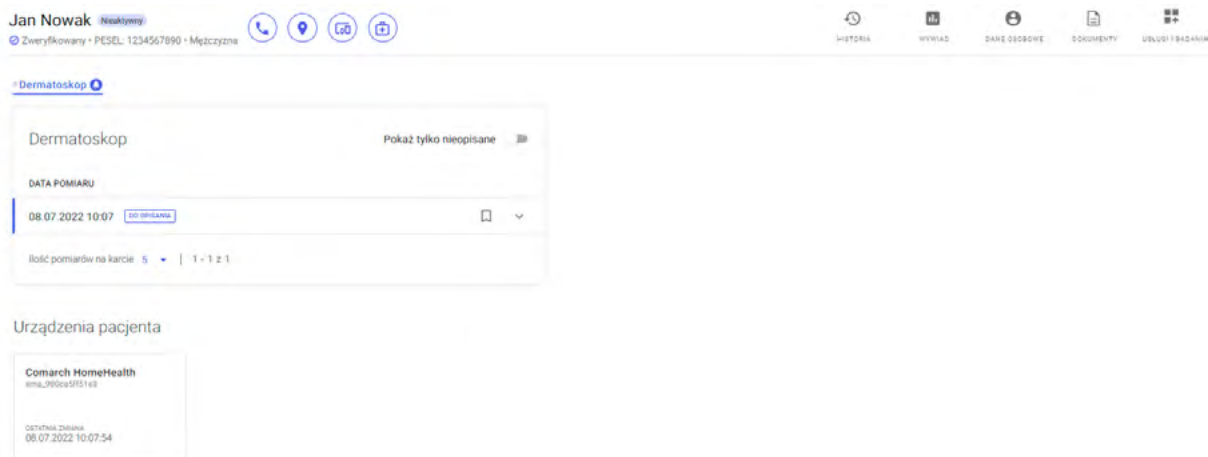 Jan Nowak Nieaktywny
Zweryfikowany • PESEL: 1234567890 • Mężczyzna
HISTORIA
WYWIAD
DANE OSOBOWE
DOKUMENTY
USŁUGI I BADANIA
Dermatoskop
Dermatoskop
Pokaż tylko nieopisane
DATA POMIARU
08.07.2022 10:07 DO OPISANIA
Ilość pomiarów na karcie 5 | 1 - 1 z 1
Urządzenia pacjenta
Comarch HomeHealth
OSTATNIA ZMIANA
08.07.2022 10:07:54